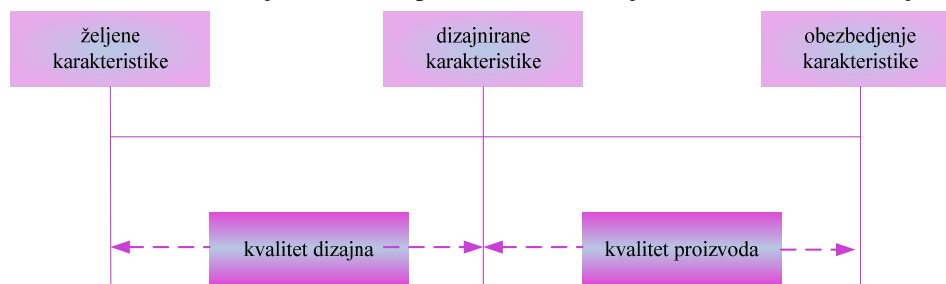 željene
karakteristike
dizajnirane
karakteristike
obezbedjenje
karakteristike
kvalitet dizajna
kvalitet proizvoda